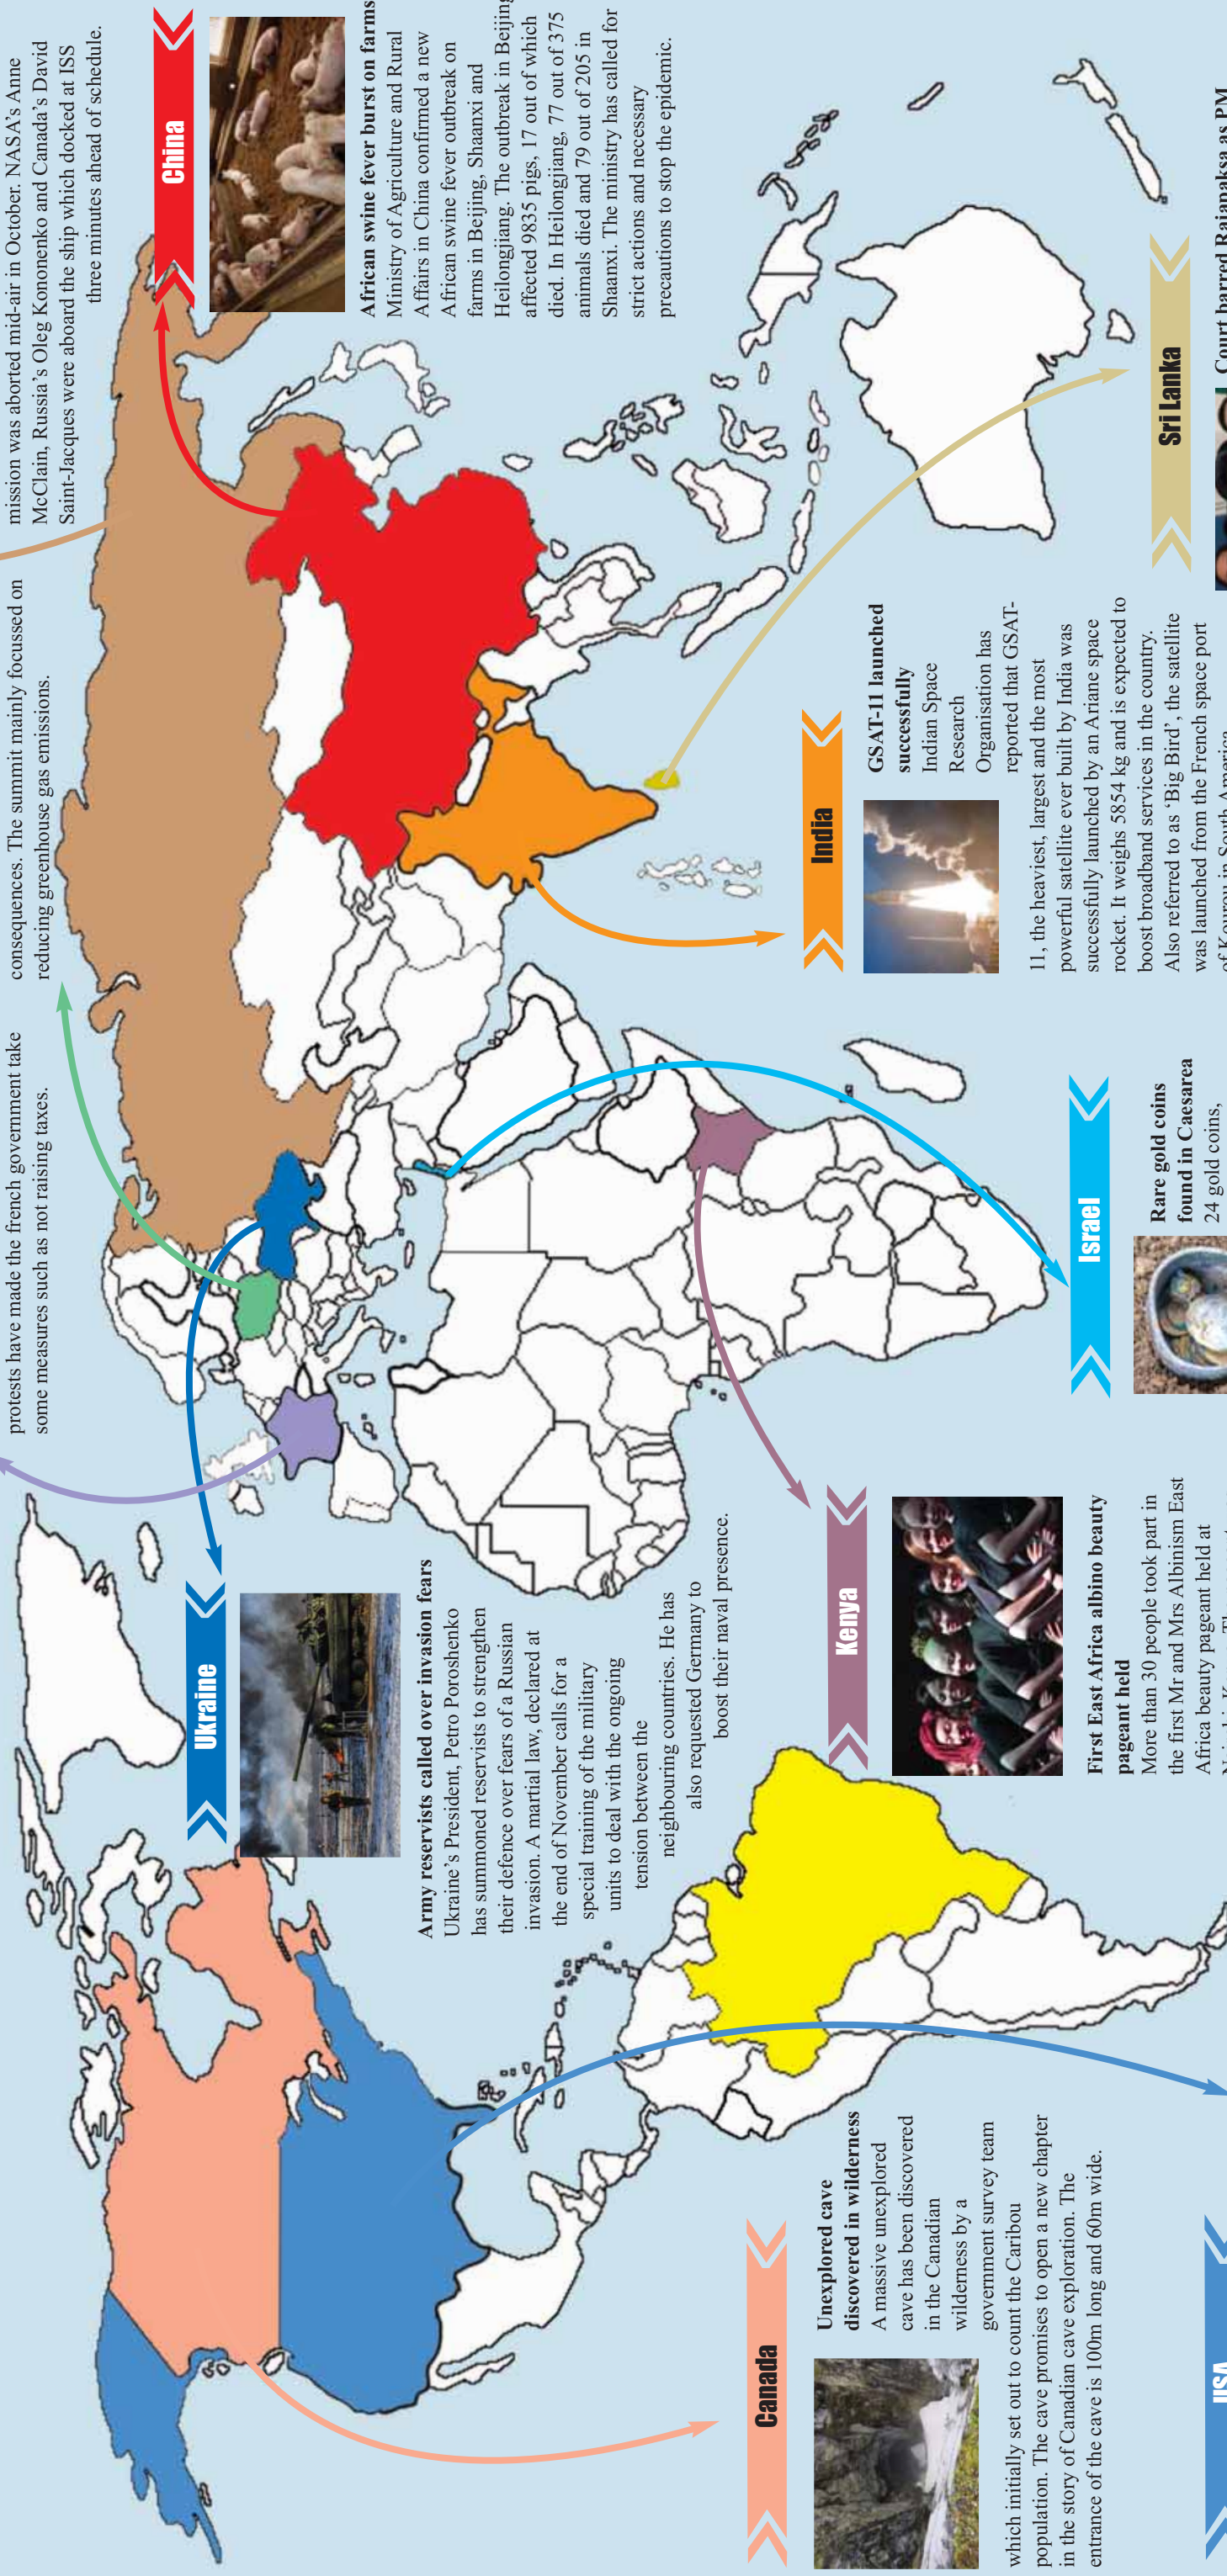 protests have made the french government take
some measures such as not raising taxes.
consequences. The summit mainly focussed on
reducing greenhouse gas emissions.
mission was aborted mid-air in October. NASA's Anne
McClain, Russia's Oleg Kononenko and Canada's David
Saint-Jacques were aboard the ship which docked at ISS
three minutes ahead of schedule.
China
African swine fever burst on farms
Ministry of Agriculture and Rural
Affairs in China confirmed a new
African swine fever outbreak on
farms in Beijing, Shaanxi and
Heilongjiang. The outbreak in Beijing
affected 9835 pigs, 17 out of which
died. In Heilongjiang, 77 out of 375
animals died and 79 out of 205 in
Shaanxi. The ministry has called for
strict actions and necessary
precautions to stop the epidemic.
Ukraine
Army reservists called over invasion fears
Ukraine's President, Petro Poroshenko
has summoned reservists to strengthen
their defence over fears of a Russian
invasion. A martial law, declared at
the end of November calls for a
special training of the military
units to deal with the ongoing
tension between the
neighbouring countries. He has
also requested Germany to
boost their naval presence.
Canada
Unexplored cave
discovered in wilderness
A massive unexplored
cave has been discovered
in the Canadian
wilderness by a
government survey team
which initially set out to count the Caribou
population. The cave promises to open a new chapter
in the story of Canadian cave exploration. The
entrance of the cave is 100m long and 60m wide.
Kenya
First East Africa albino beauty
pageant held
More than 30 people took part in
the first Mr and Mrs Albinism East
Africa beauty pageant held at
India
GSAT-11 launched
successfully
Indian Space
Research
Organisation has
reported that GSAT-
11, the heaviest, largest and the most
powerful satellite ever built by India was
successfully launched by an Ariane space
rocket. It weighs 5854 kg and is expected to
boost broadband services in the country.
Also referred to as 'Big Bird', the satellite
was launched from the French space port
of Kourou in South America
Israel
Rare gold coins
found in Caesarea
24 gold coins,
Sri Lanka
Court barred Rajapaksa as PM
USA